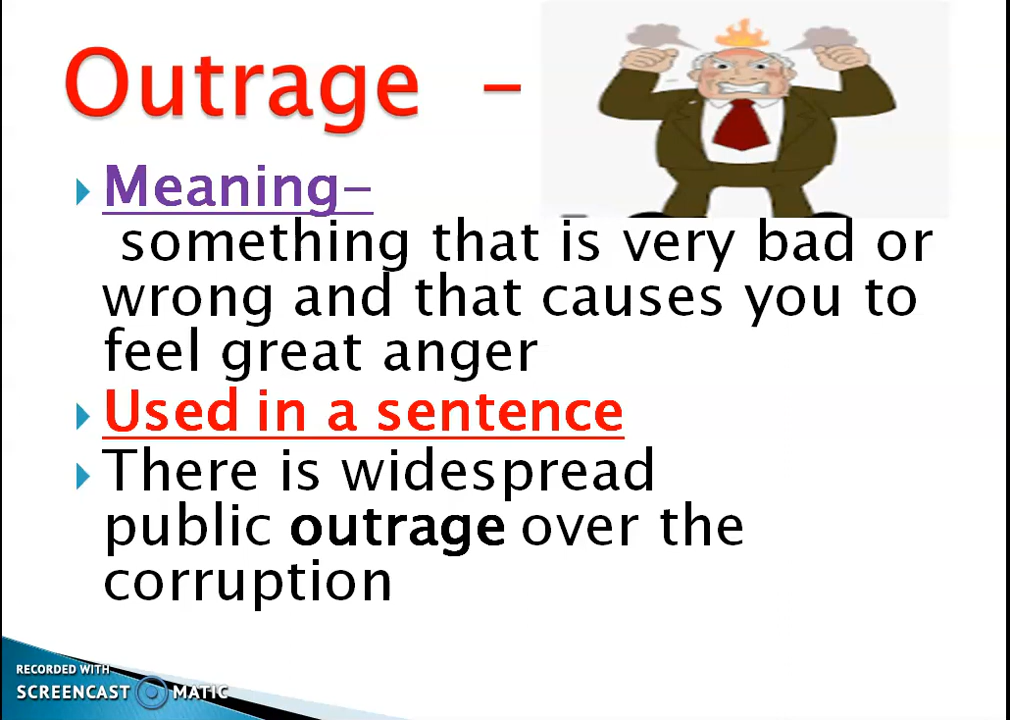 Outrage -
Meaning-
something that is very bad or
wrong and that causes you to
feel great anger
Used in a sentence
There is widespread
public outrage over the
corruption
RECORDED WITH
SCREENCAST MATIC